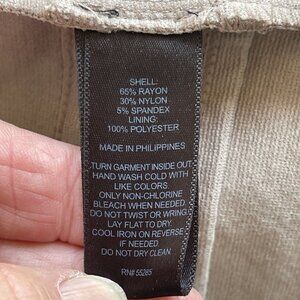 SHELL:
65% RAYON
30% NYLON
5% SPANDEX
LINING:
100% POLYESTER
MADE IN PHILIPPINES
TURN GARMENT INSIDE OUT
HAND WASH COLD WITH
LIKE COLORS
ONLY NON-CHLORINE
BLEACH WHEN NEEDED.
DO NOT TWIST OR WRING
LAY FLAT TO DRY.
COOL IRON ON REVERSE
IF NEEDED.
DO NOT DRY CLEAN.
RN# 55285